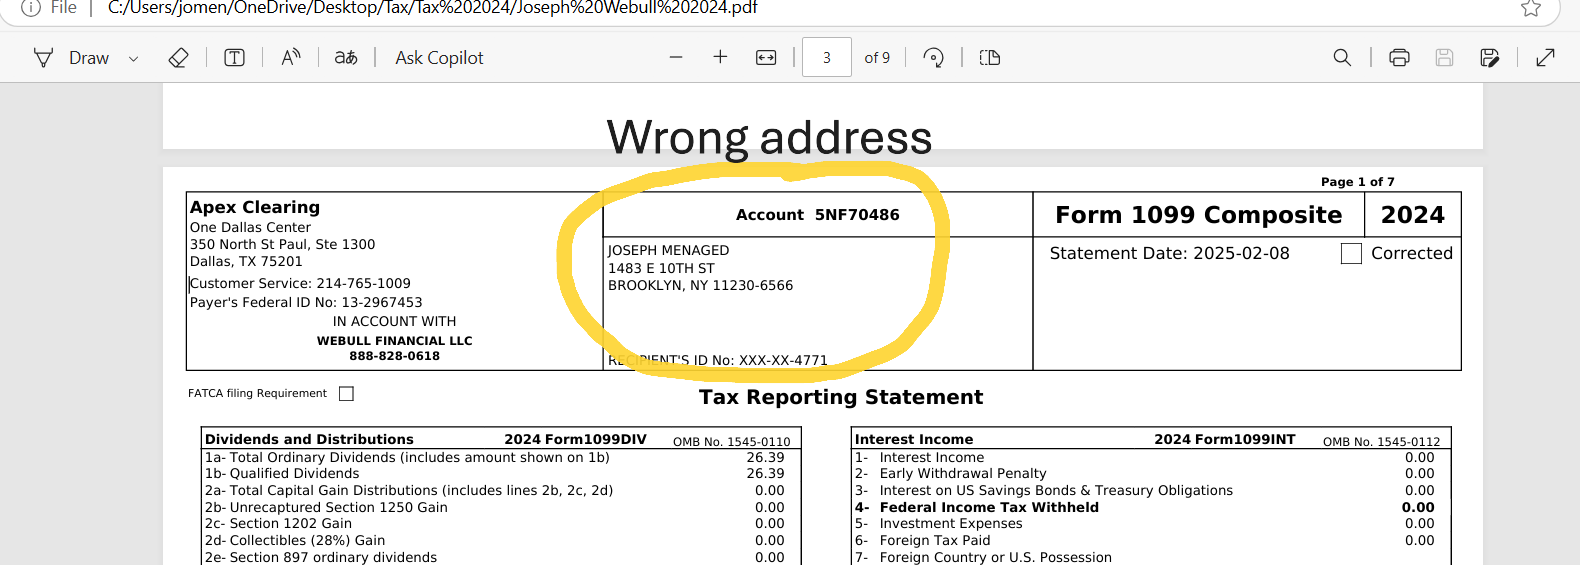 File | C:/Users/jomen/OneDrive/Desktop/Tax/Tax%202024/Joseph%20Webull%202024.pdf
Draw
T
A
aあ
Ask Copilot
3 of 9
Wrong address
Page 1 of 7
Apex Clearing
One Dallas Center
350 North St Paul, Ste 1300
Dallas, TX 75201
Customer Service: 214-765-1009
Payer's Federal ID No: 13-2967453
IN ACCOUNT WITH
WEBULL FINANCIAL LLC
888-828-0618
Account 5NF70486
JOSEPH MENAGED
1483 E 10TH ST
BROOKLYN, NY 11230-6566
RECIPIENT'S ID No: XXX-XX-4771
Form 1099 Composite 2024
Statement Date: 2025-02-08 Corrected
FATCA filing Requirement
Tax Reporting Statement
Dividends and Distributions 2024 Form1099DIV OMB No. 1545-0110
1a- Total Ordinary Dividends (includes amount shown on 1b) 26.39
1b- Qualified Dividends 26.39
2a- Total Capital Gain Distributions (includes lines 2b, 2c, 2d) 0.00
2b- Unrecaptured Section 1250 Gain 0.00
2c- Section 1202 Gain 0.00
2d- Collectibles (28%) Gain 0.00
2e- Section 897 ordinary dividends 0.00
Interest Income 2024 Form1099INT OMB No. 1545-0112
1- Interest Income 0.00
2- Early Withdrawal Penalty 0.00
3- Interest on US Savings Bonds & Treasury Obligations 0.00
4- Federal Income Tax Withheld 0.00
5- Investment Expenses 0.00
6- Foreign Tax Paid 0.00
7- Foreign Country or U.S. Possession